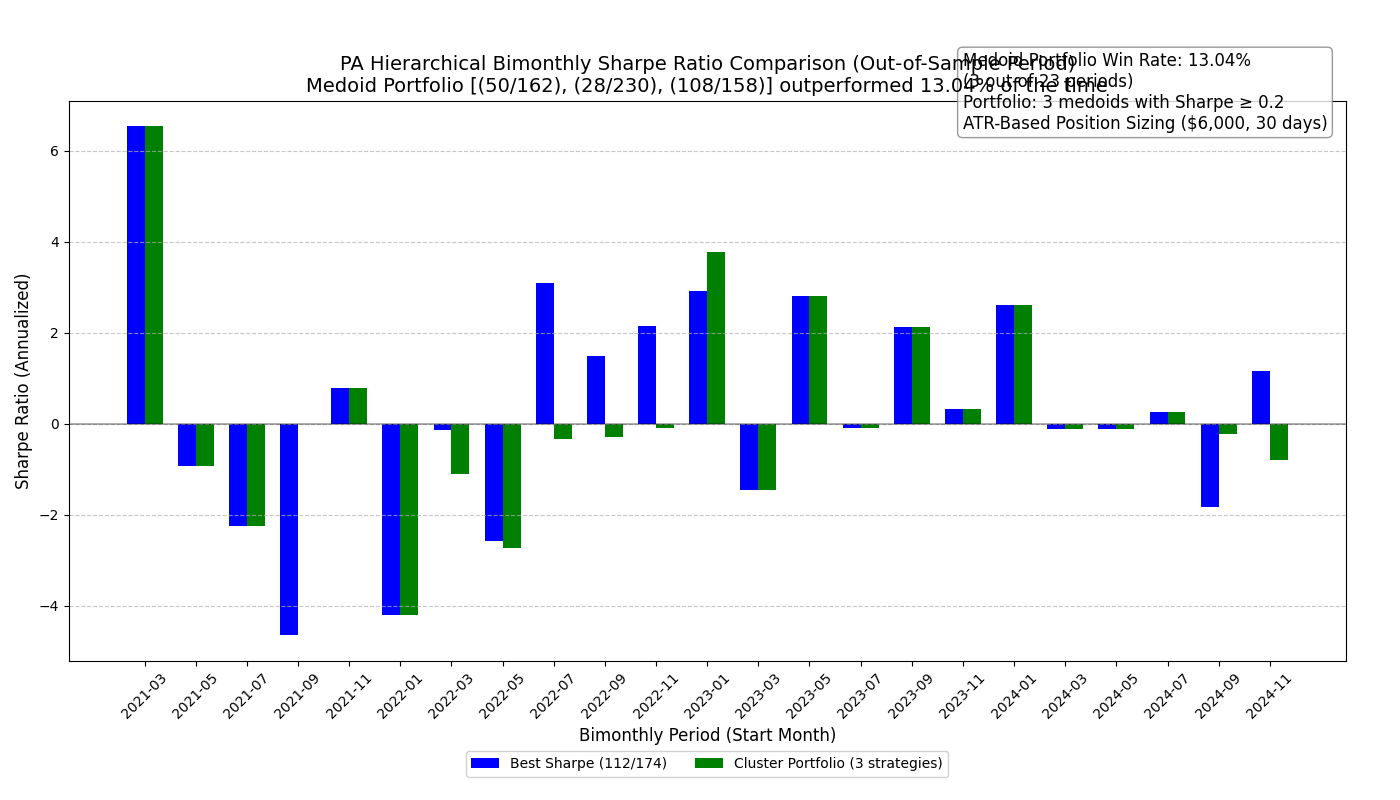 PA Hierarchical Bimonthly Sharpe Ratio Comparison (Out-of-Sample Period)
Medoid Portfolio [(50/162), (28/230), (108/158)] outperformed 13.04% of the time
Medoid Portfolio Win Rate: 13.04%
(3 out of 23 periods)
Portfolio: 3 medoids with Sharpe ≥ 0.2
ATR-Based Position Sizing ($6,000, 30 days)
Sharpe Ratio (Annualized)
6
4
2
0
−2
−4
2021-03
2021-05
2021-07
2021-09
2021-11
2022-01
2022-03
2022-05
2022-07
2022-09
2022-11
2023-01
2023-03
2023-05
2023-07
2023-09
2023-11
2024-01
2024-03
2024-05
2024-07
2024-09
2024-11
Bimonthly Period (Start Month)
Best Sharpe (112/174)
Cluster Portfolio (3 strategies)